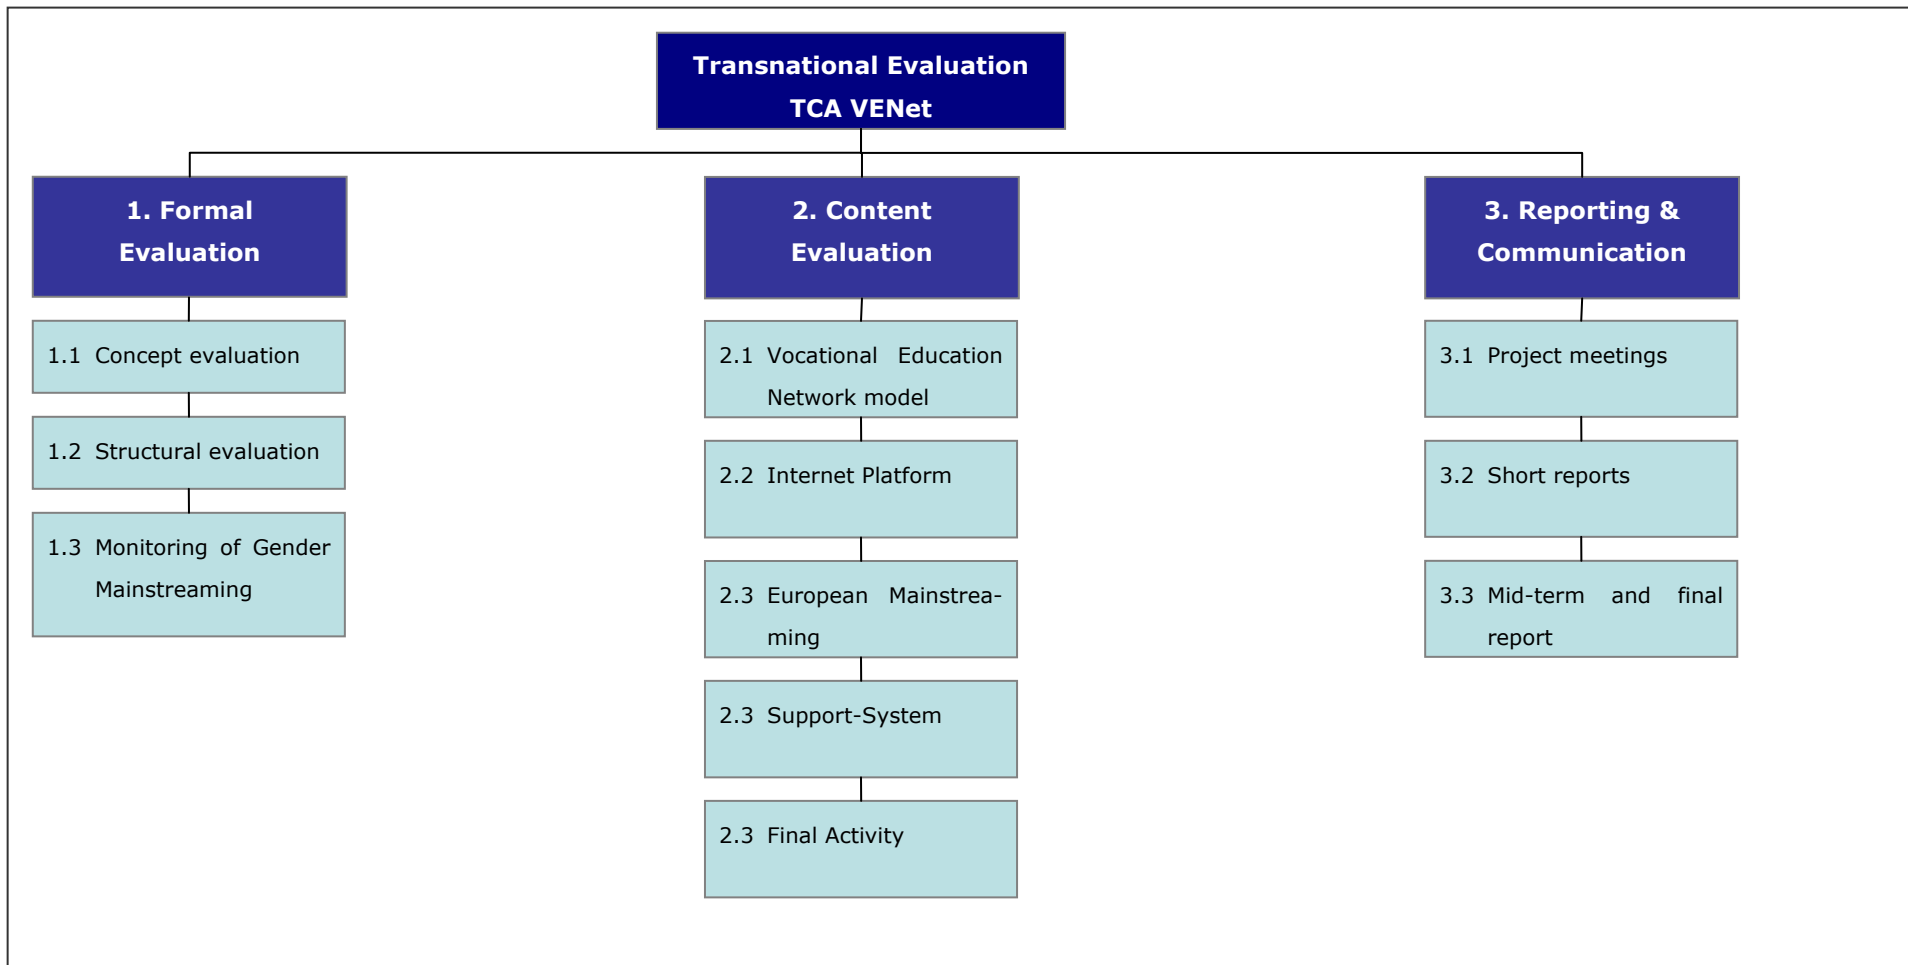 Transnational Evaluation
TCA VENet
1. Formal
Evaluation
1.1 Concept evaluation
1.2 Structural evaluation
1.3 Monitoring of Gender
Mainstreaming
2. Content
Evaluation
2.1 Vocational Education
Network model
2.2 Internet Platform
2.3 European Mainstrea-
ming
2.3 Support-System
2.3 Final Activity
3. Reporting &
Communication
3.1 Project meetings
3.2 Short reports
3.3 Mid-term and final
report